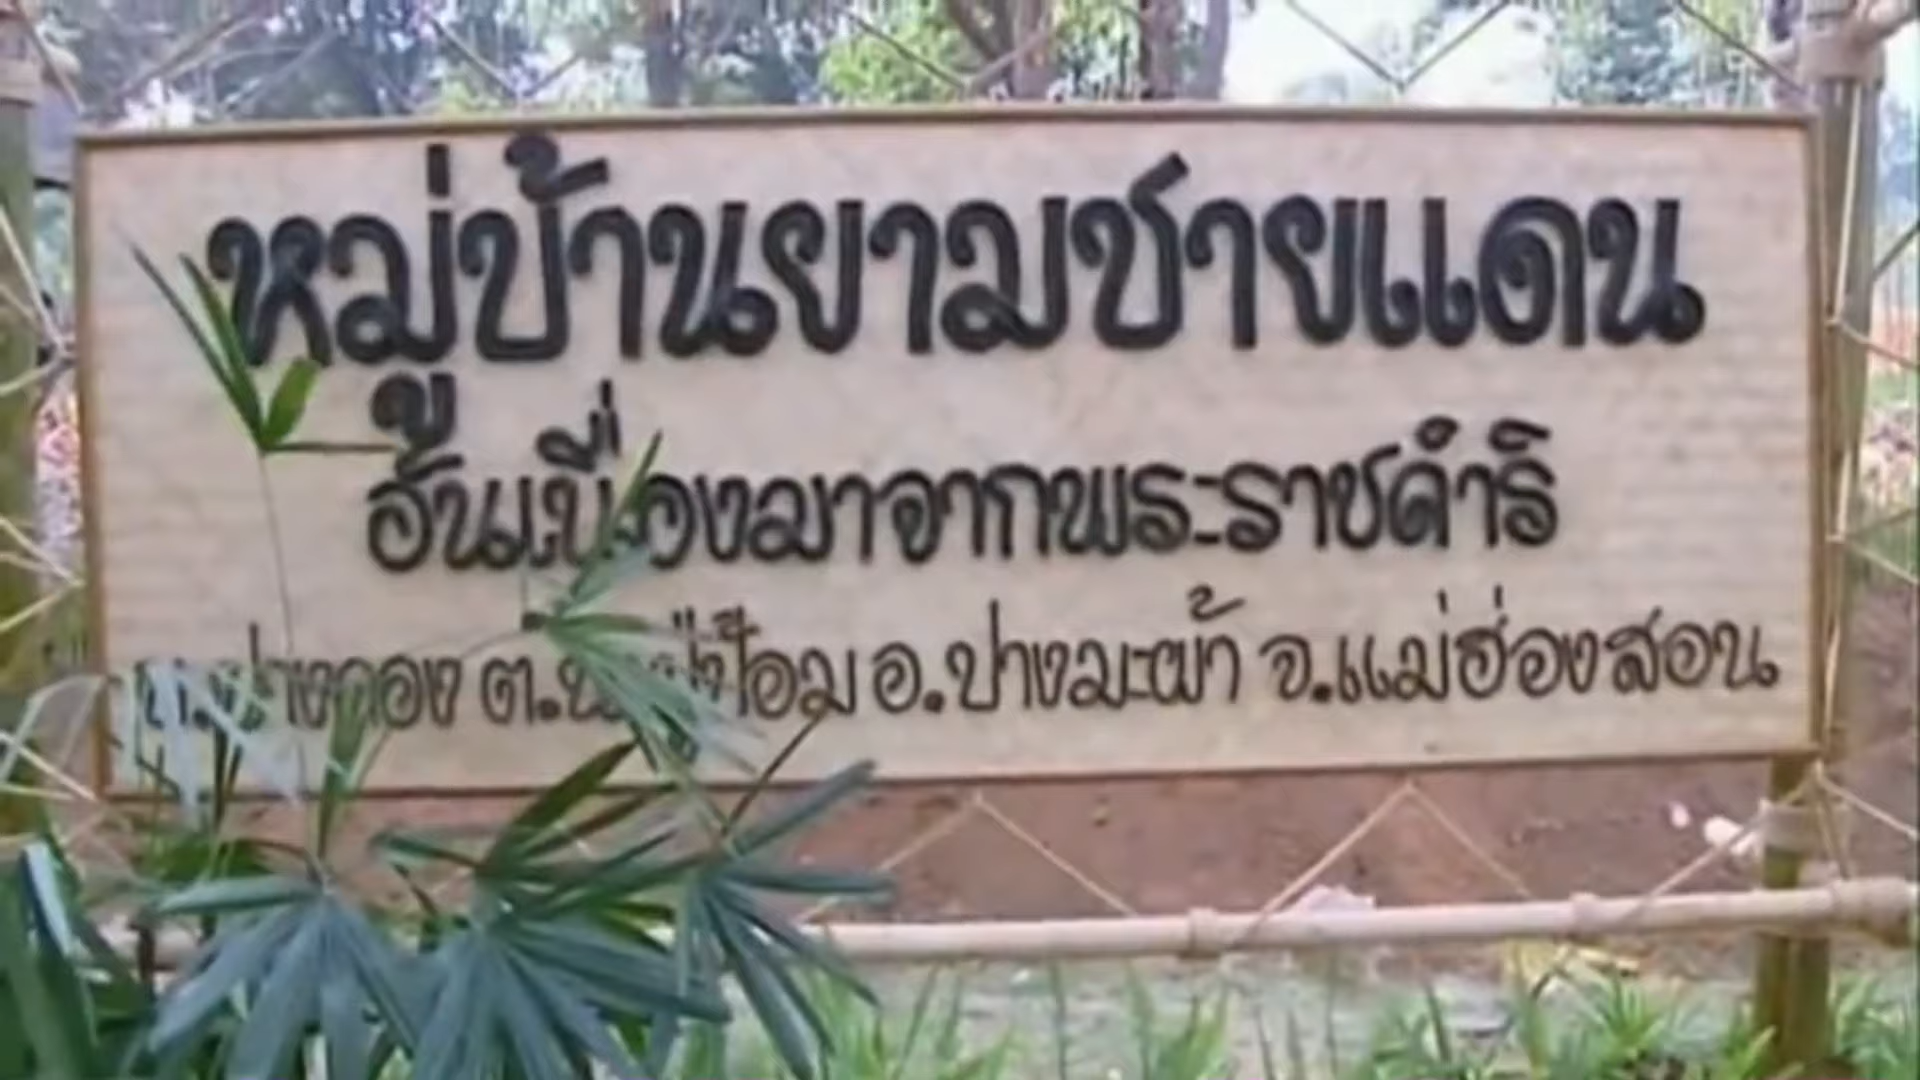 หมู่บ้านยามชายแดน
อันเนื่องมาจากพระราชดำริ
อ.ปางมะผ้า จ.แม่ฮ่องสอน